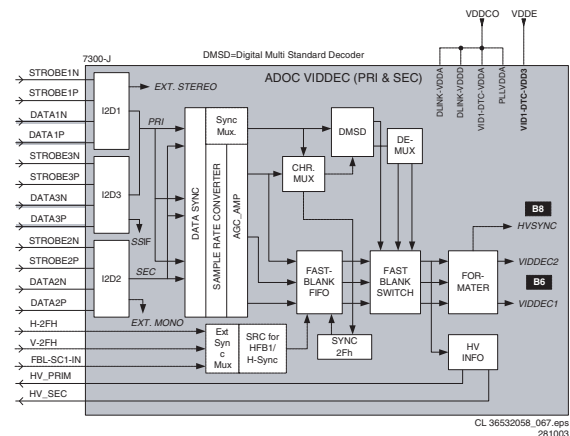 VDDCO VDDE
7300-J
DMSD=Digital Multi Standard Decoder
ADOC VIDDEC (PRI & SEC)
DLINK-VDDA
DLINK-VDDD
VID1-DTC-VDDA
PLLVDDA
VID1-DTC-VDD3
STROBE1N
STROBE1P
DATA1N
DATA1P
STROBE3N
STROBE3P
DATA3N
DATA3P
STROBE2N
STROBE2P
DATA2N
DATA2P
H-2FH
V-2FH
FBL-SC1-IN
HV_PRIM
HV_SEC
I2D1
I2D3
I2D2
EXT. STEREO
PRI
SSIF
SEC
EXT. MONO
DATA SYNC
Sync
Mux.
SAMPLE RATE CONVERTER
AGC_AMP
Ext
Syn
c
Mux
SRC for
HFB1/
H-Sync
DMSD
DE-
MUX
CHR.
MUX
FAST-
BLANK
FIFO
FAST
BLANK
SWITCH
SYNC
2Fh
FOR-
MATER
HV
INFO
B8
HVSYNC
VIDDEC2
B6
VIDDEC1
CL 36532058_067.eps
281003